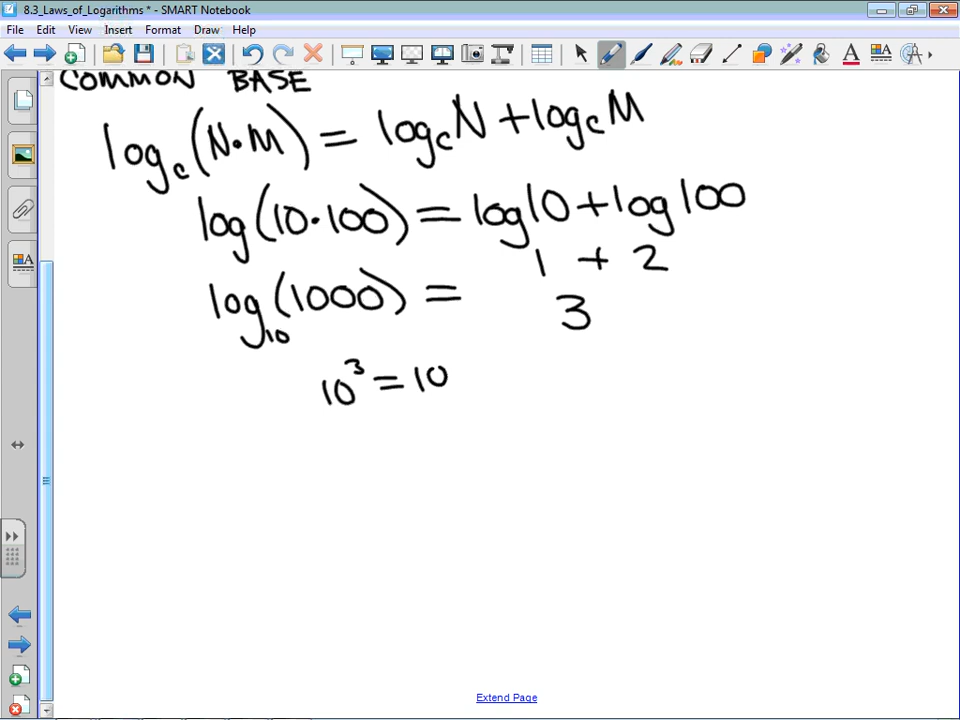 8.3_Laws_of_Logarithms * - SMART Notebook
File Edit View Insert Format Draw Help
COMMON BASE
log_c(N·M) = log_c N + log_c M
log(10·100) = log10 + log100
1 + 2
log_10(1000) = 3
10^3 = 10
Extend Page